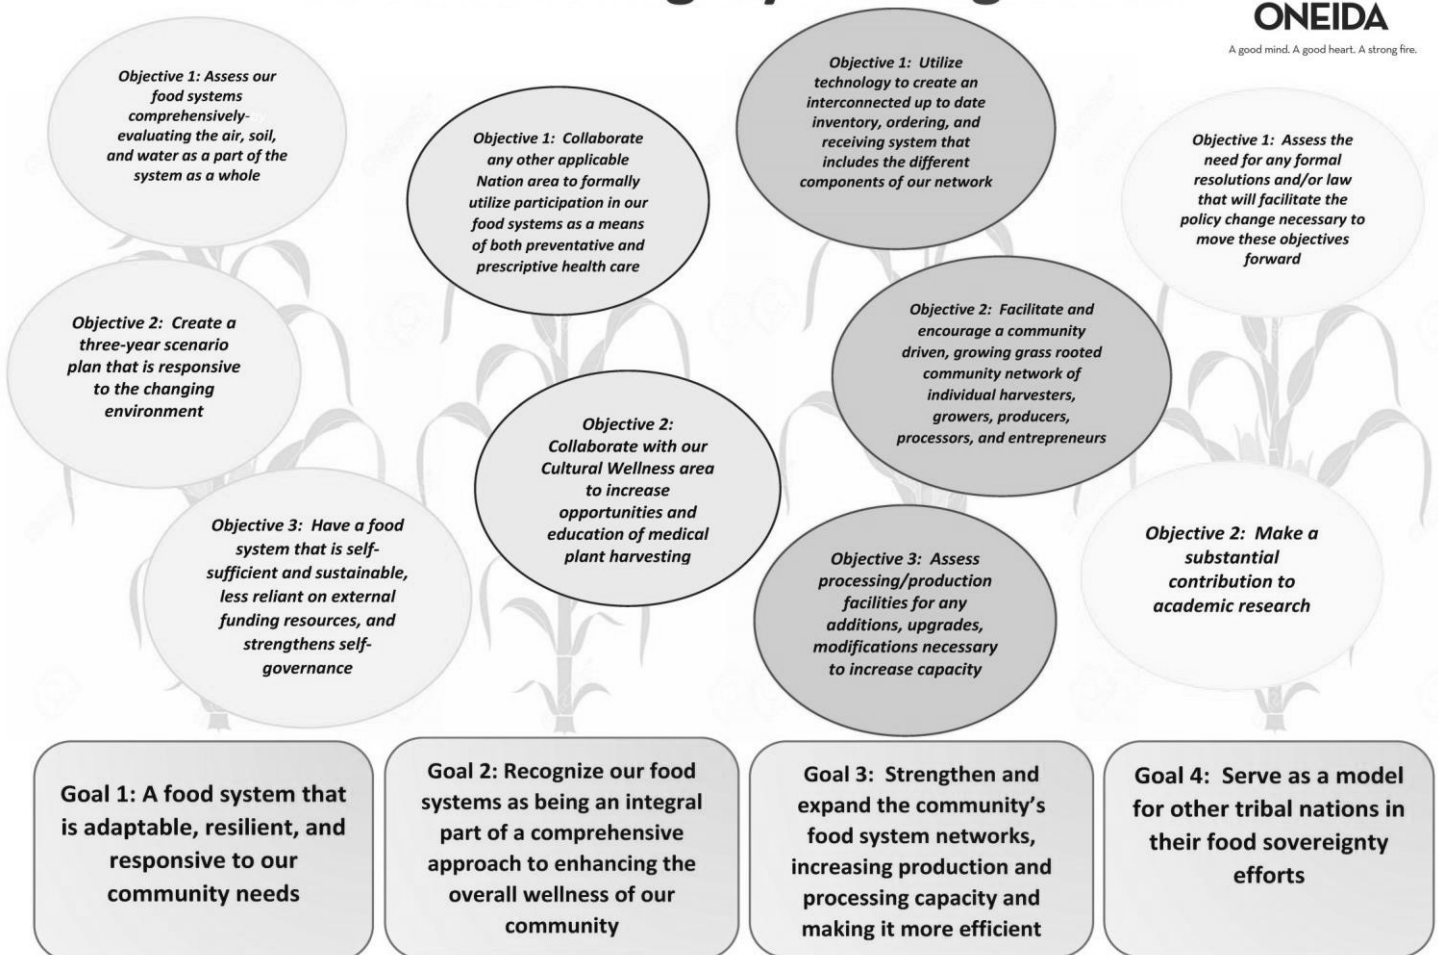 ONEIDA
A good mind. A good heart. A strong fire.
Objective 1: Assess our
food systems
comprehensively-
evaluating the air, soil,
and water as a part of the
system as a whole
Objective 2: Create a
three-year scenario
plan that is responsive
to the changing
environment
Objective 3: Have a food
system that is self-
sufficient and sustainable,
less reliant on external
funding resources, and
strengthens self-
governance
Goal 1: A food system that
is adaptable, resilient, and
responsive to our
community needs
Objective 1: Collaborate
any other applicable
Nation area to formally
utilize participation in our
food systems as a means
of both preventative and
prescriptive health care
Objective 2:
Collaborate with our
Cultural Wellness area
to increase
opportunities and
education of medical
plant harvesting
Goal 2: Recognize our food
systems as being an integral
part of a comprehensive
approach to enhancing the
overall wellness of our
community
Objective 1: Utilize
technology to create an
interconnected up to date
inventory, ordering, and
receiving system that
includes the different
components of our network
Objective 2: Facilitate and
encourage a community
driven, growing grass rooted
community network of
individual harvesters,
growers, producers,
processors, and entrepreneurs
Objective 3: Assess
processing/production
facilities for any
additions, upgrades,
modifications necessary
to increase capacity
Goal 3: Strengthen and
expand the community's
food system networks,
increasing production and
processing capacity and
making it more efficient
Objective 1: Assess the
need for any formal
resolutions and/or law
that will facilitate the
policy change necessary to
move these objectives
forward
Objective 2: Make a
substantial
contribution to
academic research
Goal 4: Serve as a model
for other tribal nations in
their food sovereignty
efforts